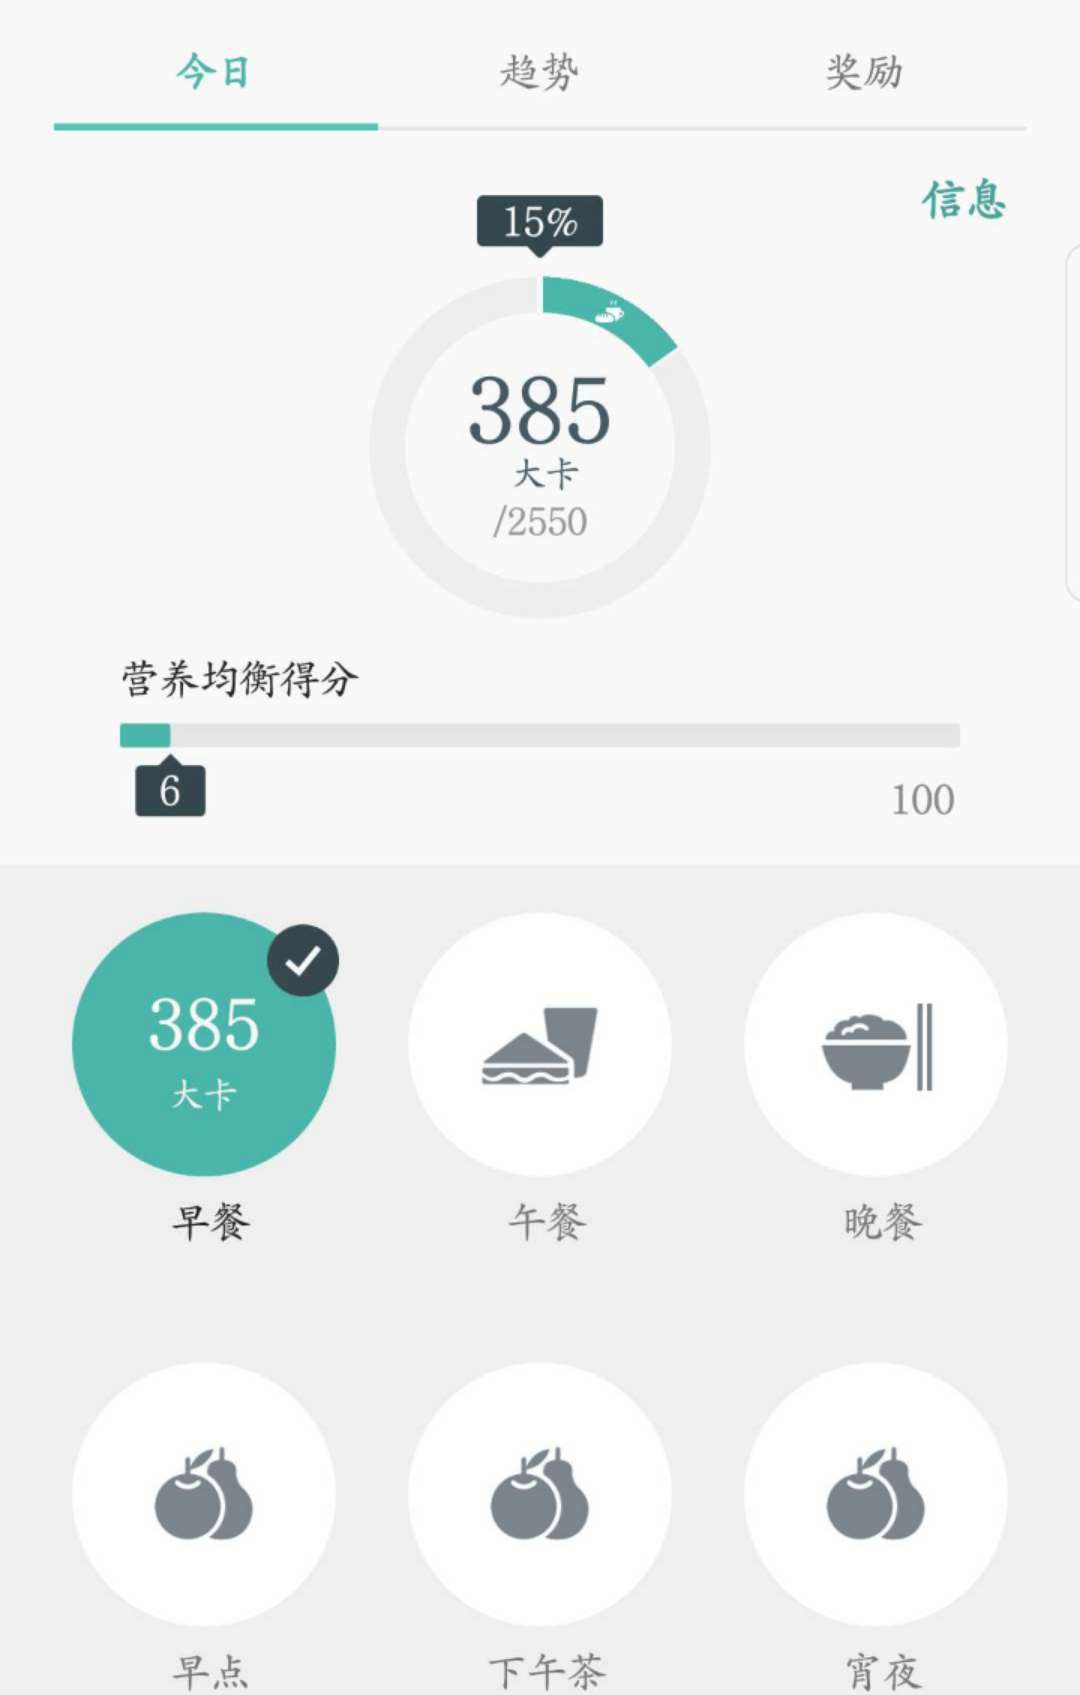 今日 趋势 奖励
信息
15%
385
大卡
/2550
营养均衡得分
6
100
385
大卡
早餐 午餐 晚餐
早点 下午茶 宵夜